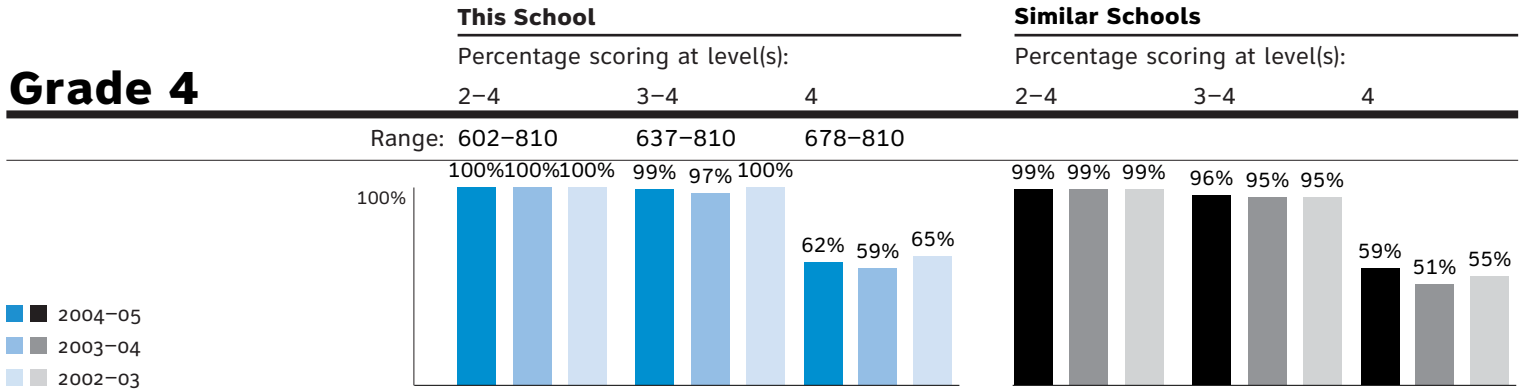 This School Similar Schools
Percentage scoring at level(s): Percentage scoring at level(s):
Grade 4 2–4 3–4 4 2–4 3–4 4
Range: 602–810 637–810 678–810
100% 100% 100% 99% 97% 100% 99% 99% 99% 96% 95% 95%
100%
62% 59% 65% 59% 51% 55%
2004–05
2003–04
2002–03